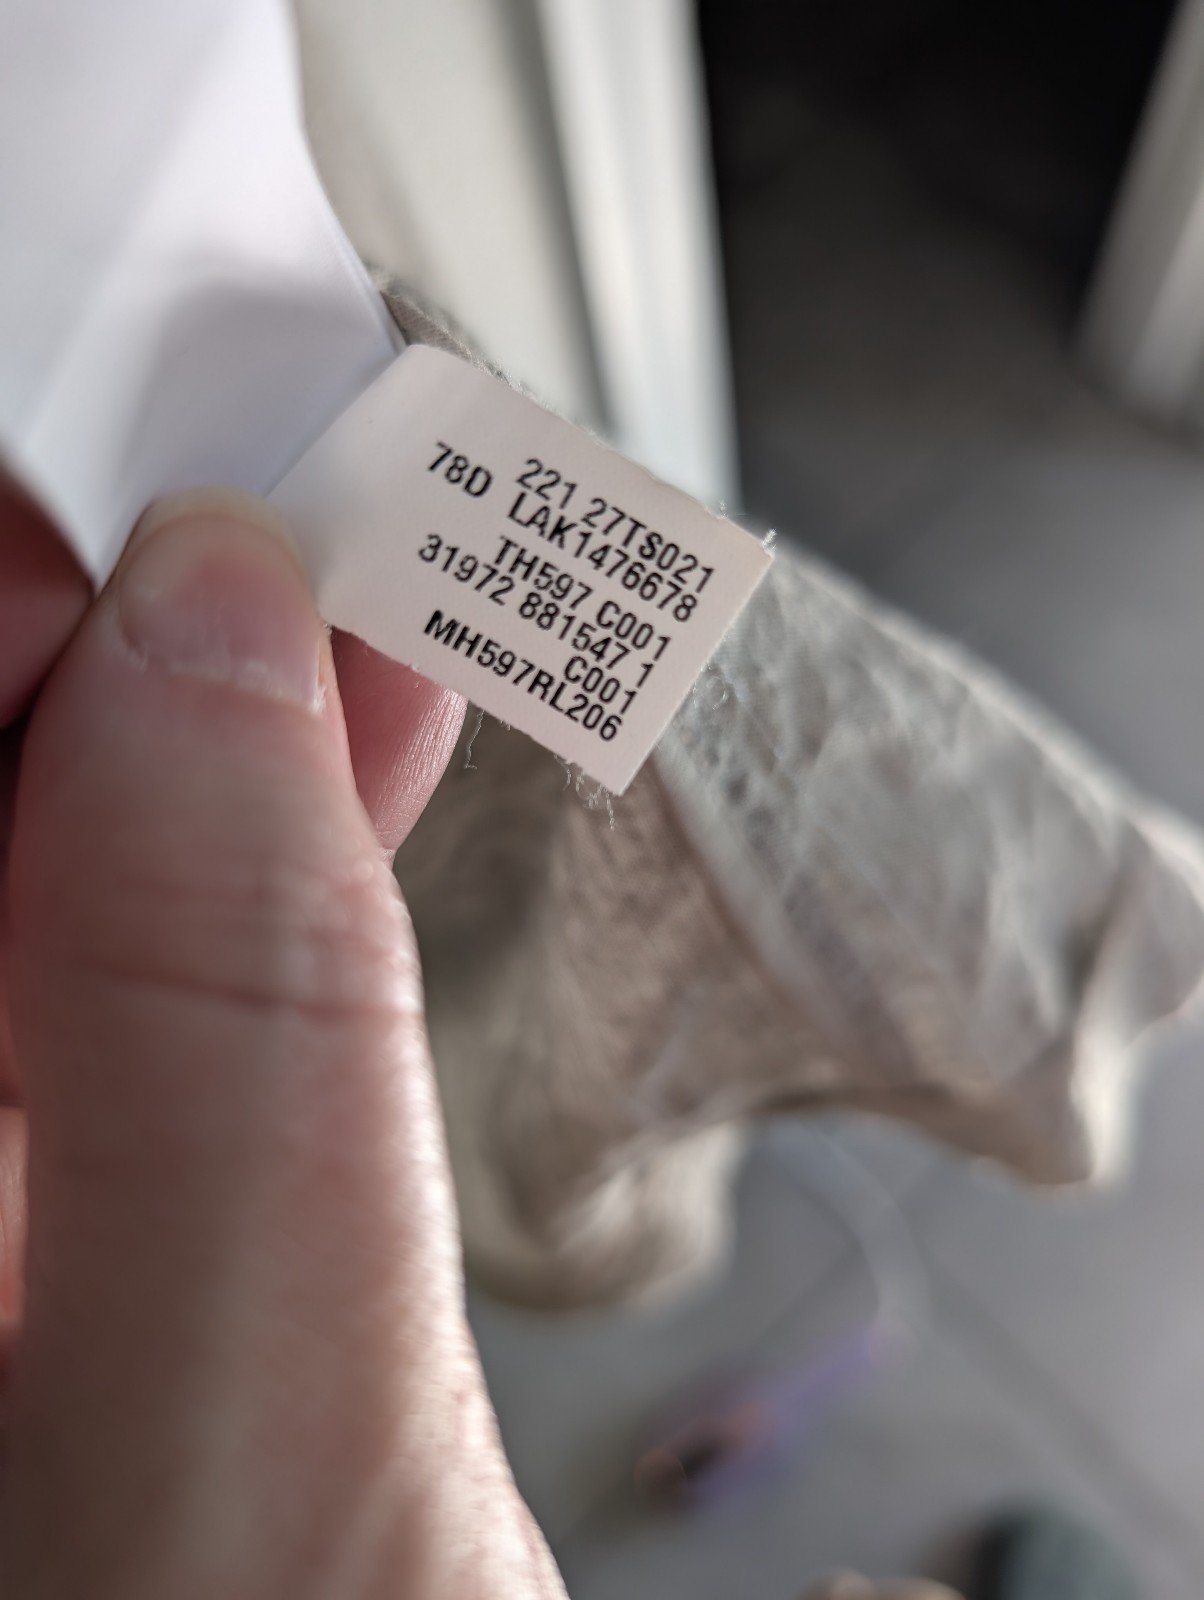 221 27TS021
78D LAK1476678
TH597 C001
31972 881547 1
C001
MH597RL206